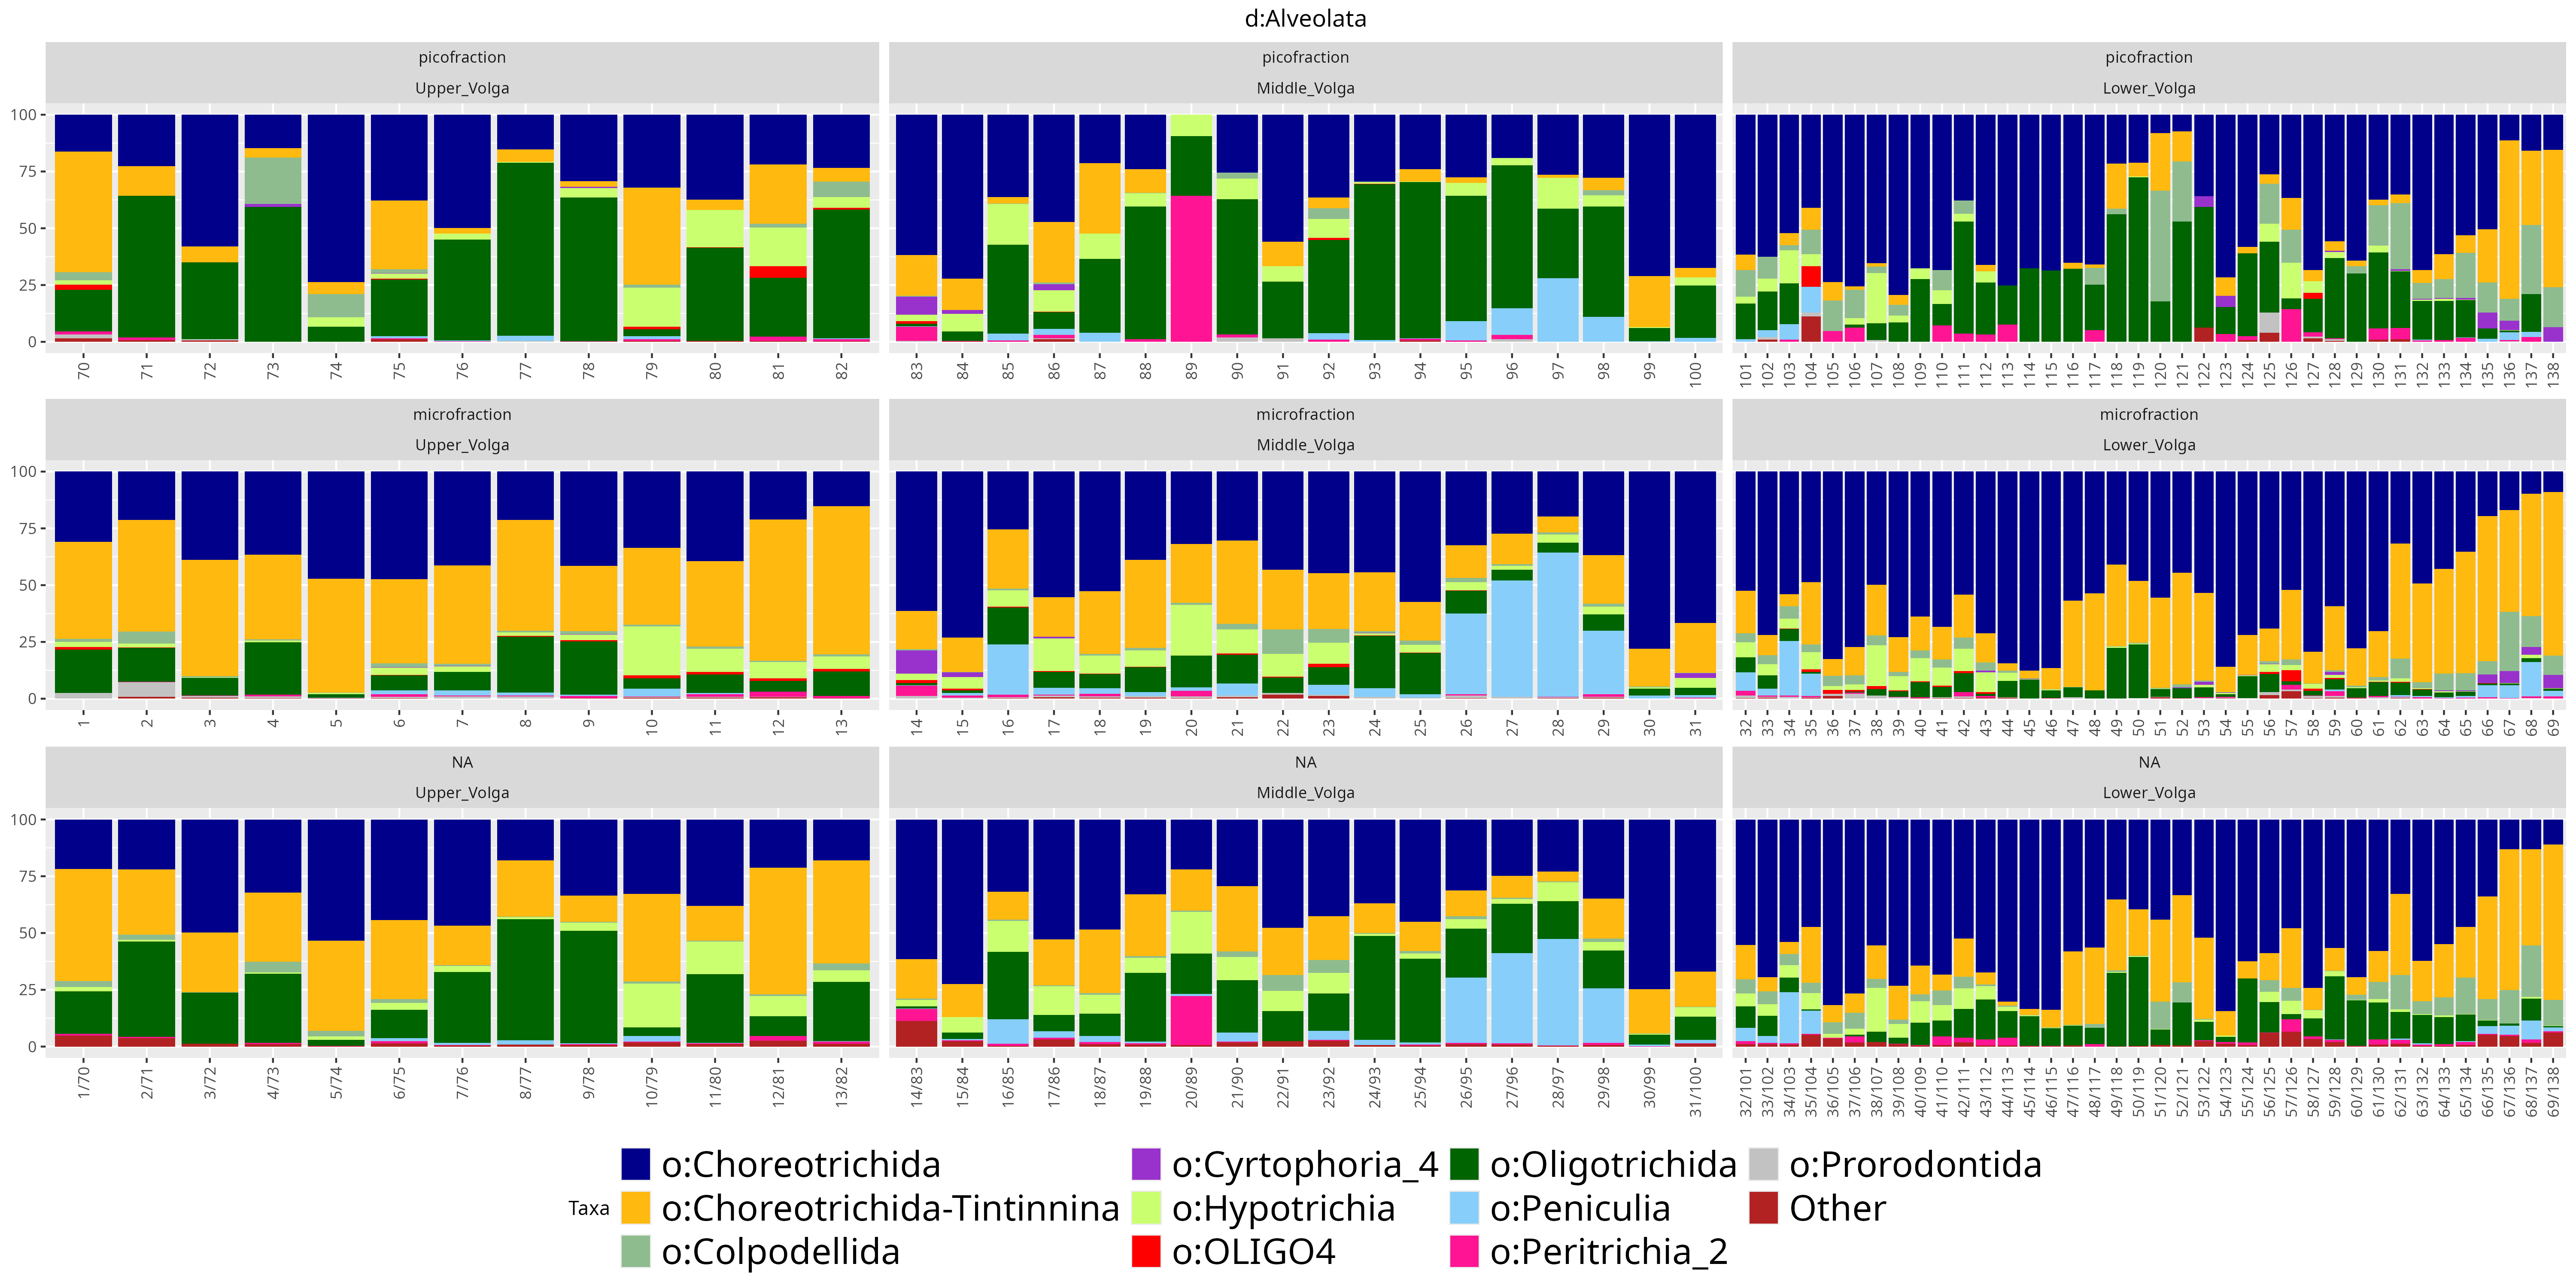 d:Alveolata
picofraction picofraction picofraction
Upper_Volga Middle_Volga Lower_Volga
100
75
50
25
0
70 71 72 73 74 75 76 77 78 79 80 81 82 83 84 85 86 87 88 89 90 91 92 93 94 95 96 97 98 99 100 101 102 103 104 105 106 107 108 109 110 111 112 113 114 115 116 117 118 119 120 121 122 123 124 125 126 127 128 129 130 131 132 133 134 135 136 137 138
microfraction microfraction microfraction
Upper_Volga Middle_Volga Lower_Volga
100
75
50
25
0
1 2 3 4 5 6 7 8 9 10 11 12 13 14 15 16 17 18 19 20 21 22 23 24 25 26 27 28 29 30 31 32 33 34 35 36 37 38 39 40 41 42 43 44 45 46 47 48 49 50 51 52 53 54 55 56 57 58 59 60 61 62 63 64 65 66 67 68 69
NA NA NA
Upper_Volga Middle_Volga Lower_Volga
100
75
50
25
0
1/70 2/71 3/72 4/73 5/74 6/75 7/76 8/77 9/78 10/79 11/80 12/81 13/82 14/83 15/84 16/85 17/86 18/87 19/88 20/89 21/90 22/91 23/92 24/93 25/94 26/95 27/96 28/97 29/98 30/99 31/100 32/101 33/102 34/103 35/104 36/105 37/106 38/107 39/108 40/109 41/110 42/111 43/112 44/113 45/114 46/115 47/116 48/117 49/118 50/119 51/120 52/121 53/122 54/123 55/124 56/125 57/126 58/127 59/128 60/129 61/130 62/131 63/132 64/133 65/134 66/135 67/136 68/137 69/138
o:Choreotrichida o:Cyrtophoria_4 o:Oligotrichida o:Prorodontida
Taxa o:Choreotrichida-Tintinnina o:Hypotrichia o:Peniculia Other
o:Colpodellida o:OLIGO4 o:Peritrichia_2